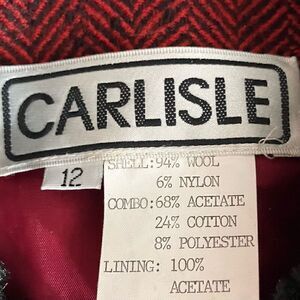 CARLISLE
12
SHELL: 94% WOOL
6% NYLON
COMBO: 68% ACETATE
24% COTTON
8% POLYESTER
LINING: 100%
ACETATE